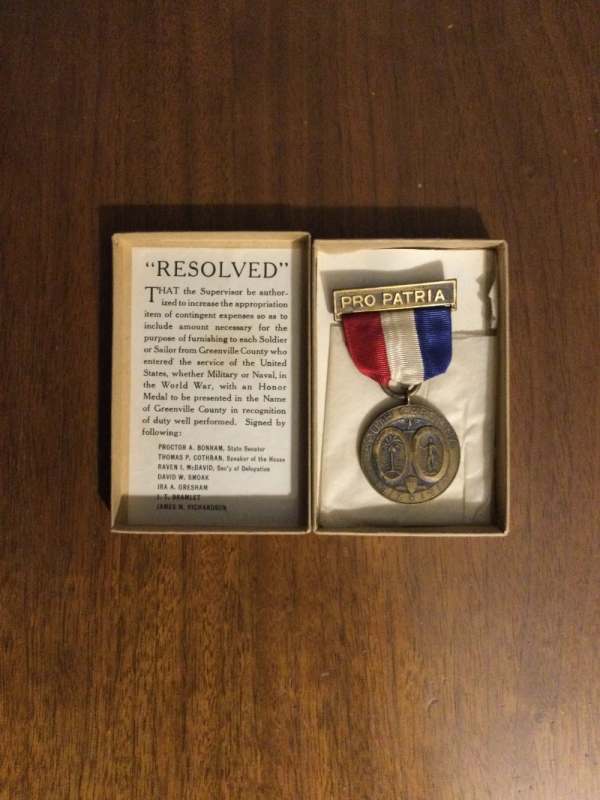 "RESOLVED"
THAT the Supervisor be author-
ized to increase the appropriation
item of contingent expenses so as to
include amount necessary for the
purpose of furnishing to each Soldier
or Sailor from Greenville County who
entered the service of the United
States, whether Military or Naval, in
the World War, with an Honor
Medal to be presented in the Name
of Greenville County in recognition
of duty well performed. Signed by
following:
PROCTOR A. BONHAM, State Senator
THOMAS P. COTHRAN, Speaker of the House
RAVEN I. McDAVID, Sec'y of Delegation
DAVID W. SMOAK
IRA A. GRESHAM
J. T. BRAMLET
JAMES M. RICHARDSON
PRO PATRIA